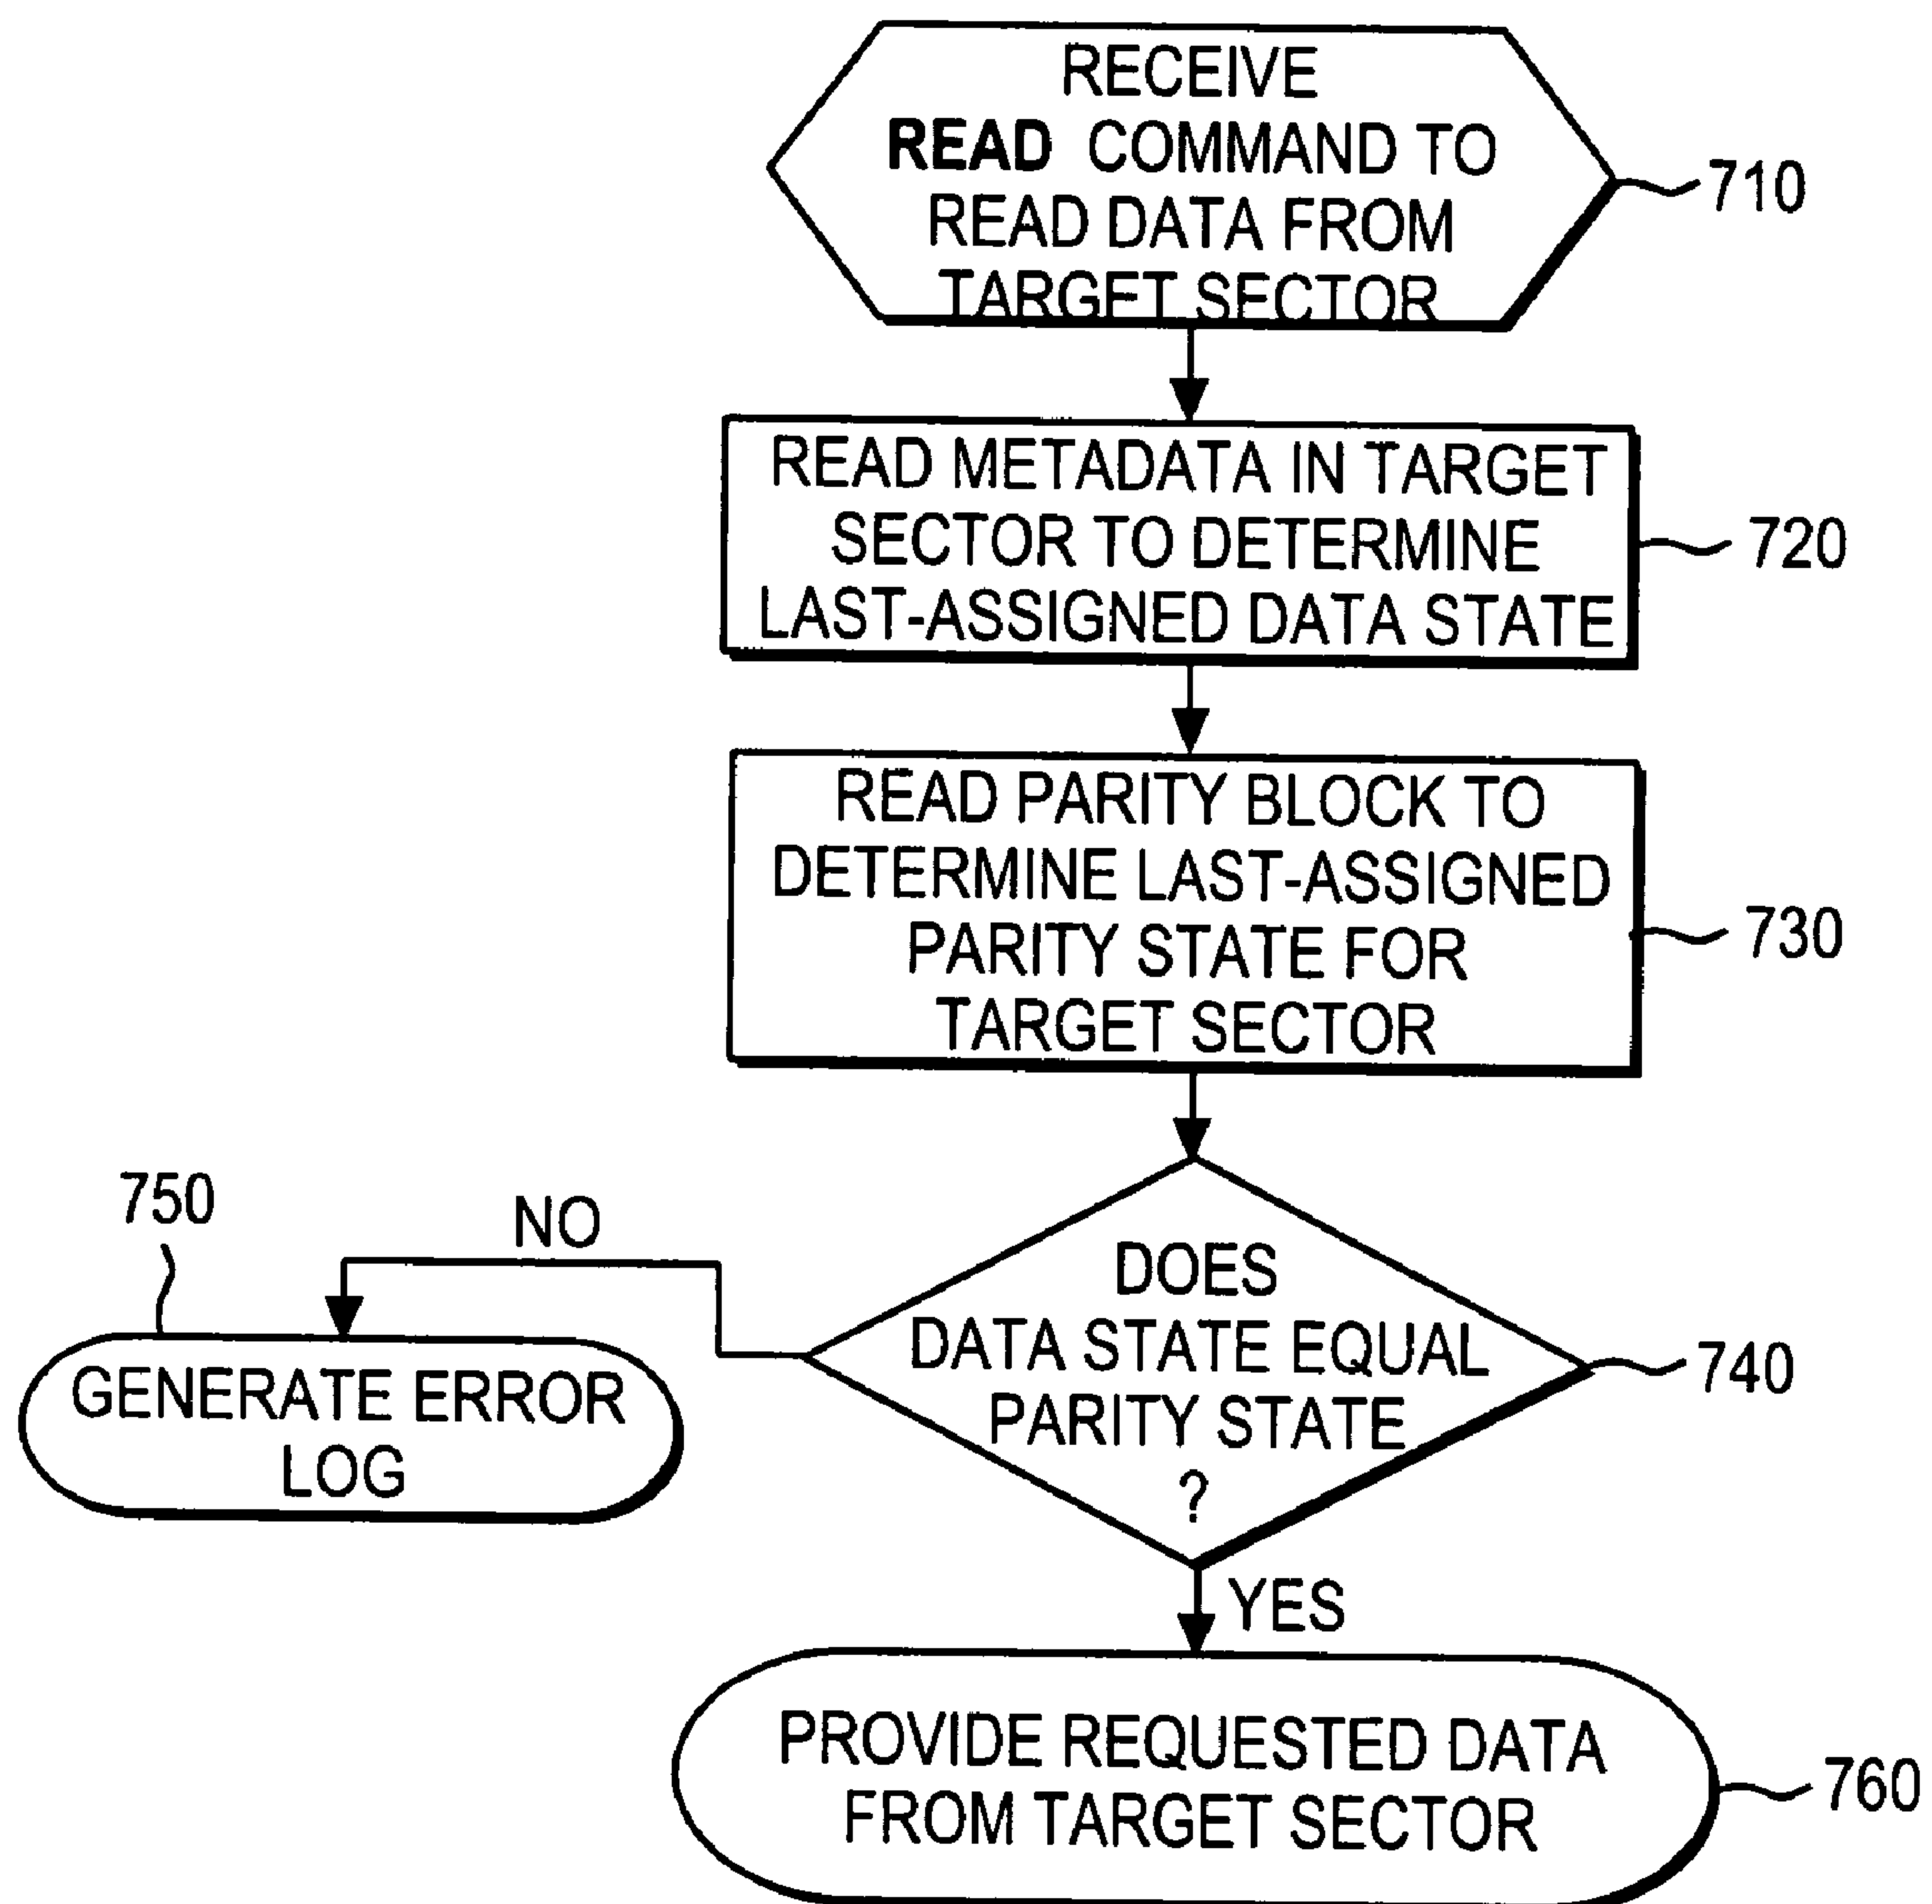 RECEIVE
READ COMMAND TO
READ DATA FROM
TARGET SECTOR
710
READ METADATA IN TARGET
SECTOR TO DETERMINE
LAST-ASSIGNED DATA STATE
720
READ PARITY BLOCK TO
DETERMINE LAST-ASSIGNED
PARITY STATE FOR
TARGET SECTOR
730
DOES
DATA STATE EQUAL
PARITY STATE
?
740
NO
750
GENERATE ERROR
LOG
YES
PROVIDE REQUESTED DATA
FROM TARGET SECTOR
760